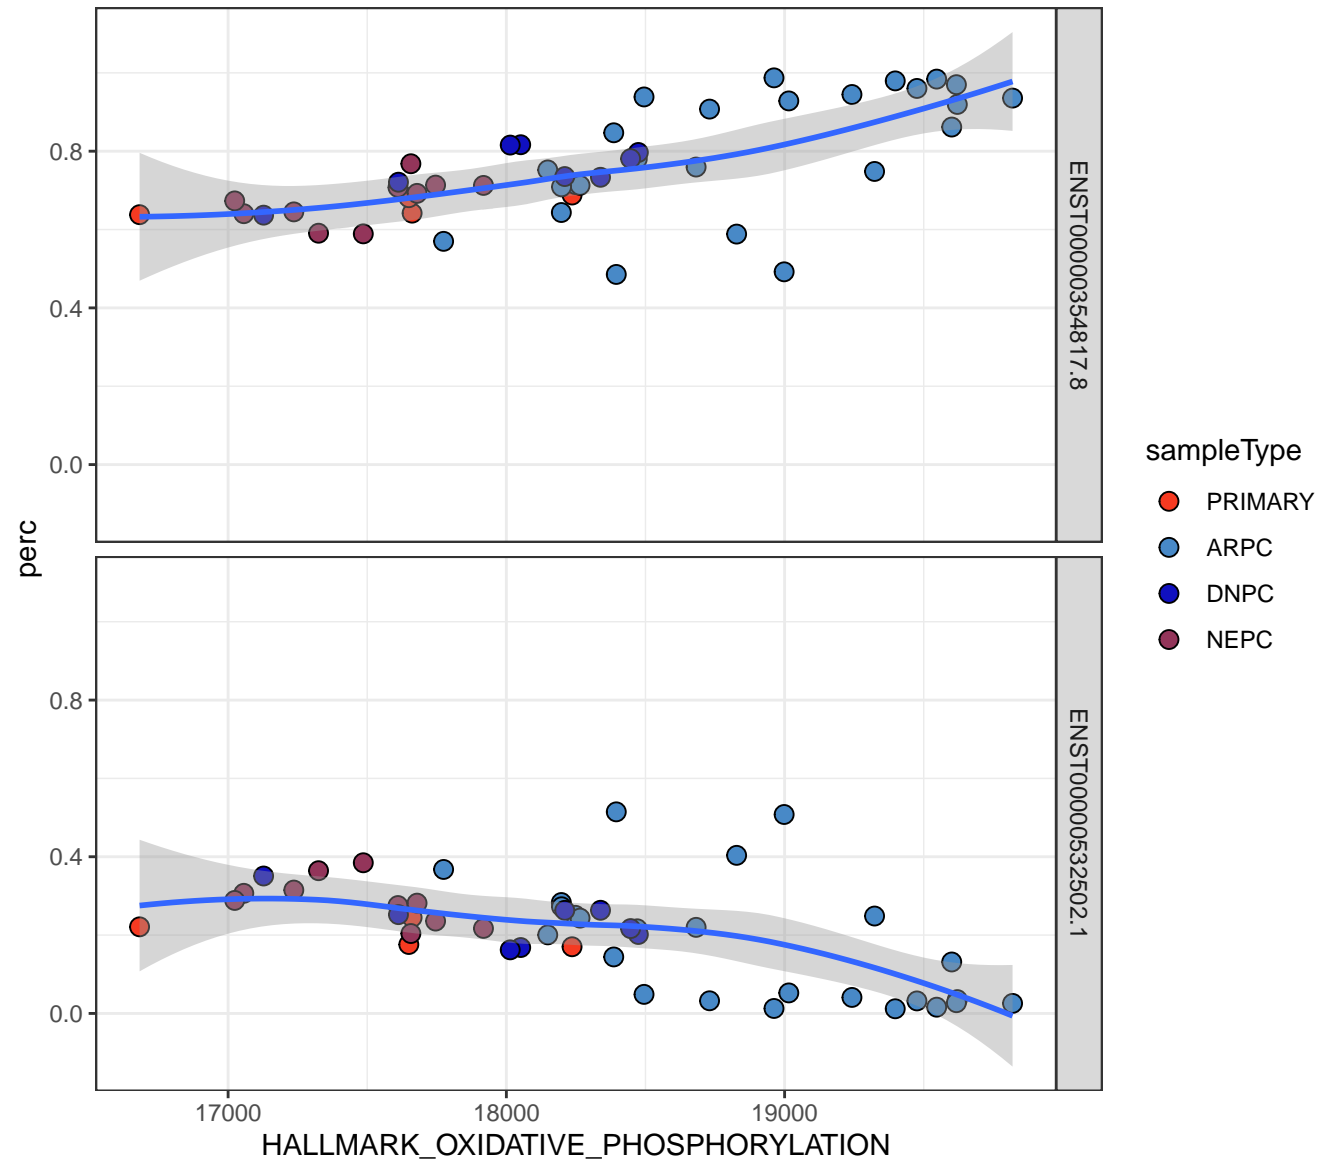 0.8
0.4
0.0
ENST00000354817.8
perc
0.8
0.4
0.0
ENST00000532502.1
17000
18000
19000
HALLMARK_OXIDATIVE_PHOSPHORYLATION
sampleType
PRIMARY
ARPC
DNPC
NEPC